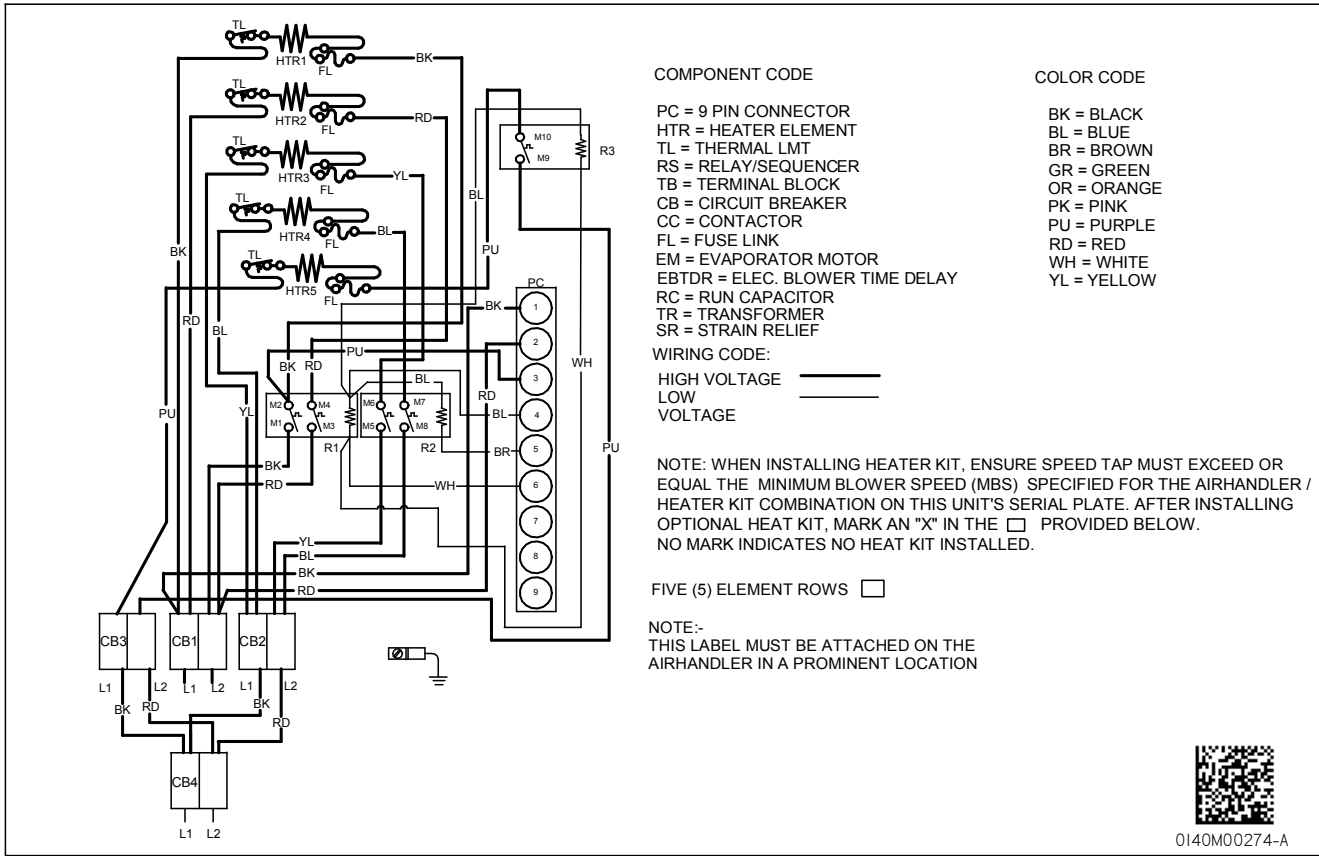 TL
HTR1
FL
BK
TL
HTR2
FL
RD
TL
HTR3
FL
YL
TL
HTR4
FL
BL
TL
HTR5
FL
M10
M9
R3
BL
PU
BK
RD
BL
PU
YL
PC
BK
1
2
PU
3
WH
BK
RD
BL
RD
M2
M4
M6
M7
BL
4
M1
M3
M5
M8
R1
R2
BR
5
PU
BK
RD
WH
6
7
YL
BL
8
BK
RD
9
CB3
CB1
CB2
L1
L2
L1
L2
L1
L2
BK
RD
BK
RD
CB4
L1
L2
COMPONENT CODE
PC = 9 PIN CONNECTOR
HTR = HEATER ELEMENT
TL = THERMAL LMT
RS = RELAY/SEQUENCER
TB = TERMINAL BLOCK
CB = CIRCUIT BREAKER
CC = CONTACTOR
FL = FUSE LINK
EM = EVAPORATOR MOTOR
EBTDR = ELEC. BLOWER TIME DELAY
RC = RUN CAPACITOR
TR = TRANSFORMER
SR = STRAIN RELIEF
COLOR CODE
BK = BLACK
BL = BLUE
BR = BROWN
GR = GREEN
OR = ORANGE
PK = PINK
PU = PURPLE
RD = RED
WH = WHITE
YL = YELLOW
WIRING CODE:
HIGH VOLTAGE
LOW
VOLTAGE
NOTE: WHEN INSTALLING HEATER KIT, ENSURE SPEED TAP MUST EXCEED OR
EQUAL THE MINIMUM BLOWER SPEED (MBS) SPECIFIED FOR THE AIRHANDLER /
HEATER KIT COMBINATION ON THIS UNIT'S SERIAL PLATE. AFTER INSTALLING
OPTIONAL HEAT KIT, MARK AN "X" IN THE □ PROVIDED BELOW.
NO MARK INDICATES NO HEAT KIT INSTALLED.
FIVE (5) ELEMENT ROWS □
NOTE:-
THIS LABEL MUST BE ATTACHED ON THE
AIRHANDLER IN A PROMINENT LOCATION
0140M00274-A